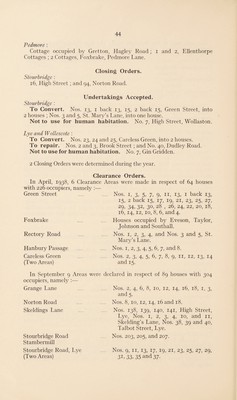 44
Pedmore :
Cottage occupied by Gretton, Hagley Road ; 1 and 2, Ellenthorpe
Cottages ; 2 Cottages, Foxbrake, Pedmore Lane.
Closing Orders.
Stourbridge :
26, High Street ; and 94, Norton Road.
Undertakings Accepted.
Stourbridge :
To Convert. Nos. 13, 1 back 13, 15, 2 back 15, Green Street, into
2 houses ; Nos. 3 and 5, St. Mary's Lane, into one house.
Not to use for human habitation. No. 7, High Street, Wollaston.
Lye and Wollescote :
To Convert. Nos. 23, 24 and 25, Careless Green, into 2 houses.
To repair. Nos. 2 and 3, Brook Street ; and No. 40, Dudley Road.
Not to use for human habitation. No. 7, Gin Gridden.
2 Closing Orders were determined during the year.
Clearance Orders.
In April, 1938, 6 Clearance Areas were made in respect of 64 houses
with 226 occupiers, namely :—
Green Street Nos. 1, 3, 5, 7, 9, 11, 13, 1 back 13,
15, 2 back 15, 17, 19, 21, 23, 25, 27,
29, 34, 32, 30, 28, 26, 24, 22, 20, 18,
16, 14, 12, 10, 8, 6, and 4.
Foxbrake Houses occupied by Evesom, Taylor,
Johnson and Southall.
Rectory Road Nos. 1, 2, 3, 4, and Nos. 3 and 5, St.
Mary's Lane.
Hanbury Passage Nos. 1, 2, 3, 4, 5, 6, 7, and 8.
Careless Green Nos. 2, 3, 4, 5, 6, 7, 8, 9, 11, 12, 13, 14
(Two Areas) and 15.
In September 9 Areas were declared in respect of 89 houses with 304
occupiers, namely :—
Grange Lane Nos. 2, 4, 6, 8, 10, 12, 14, 16, 18, 1, 3,
and 5.
Norton Road Nos. 8, 10, 12, 14, 16 and 18.
Skeldings Lane Nos. 138, 139, 140, 141, High Street,
Lye, Nos. 1, 2, 3, 4, 10, and 11,
Skelding's Lane, Nos. 38, 39 and 40,
Talbot Street, Lye.
Stourbridge Road Nos. 203, 205, and 207.
Stambermill
Stourbridge Road, Lye Nos. 9, 11, 13, 17, 19, 21, 23, 25, 27, 29,
(Two Areas) 31, 33, 35 and 37.